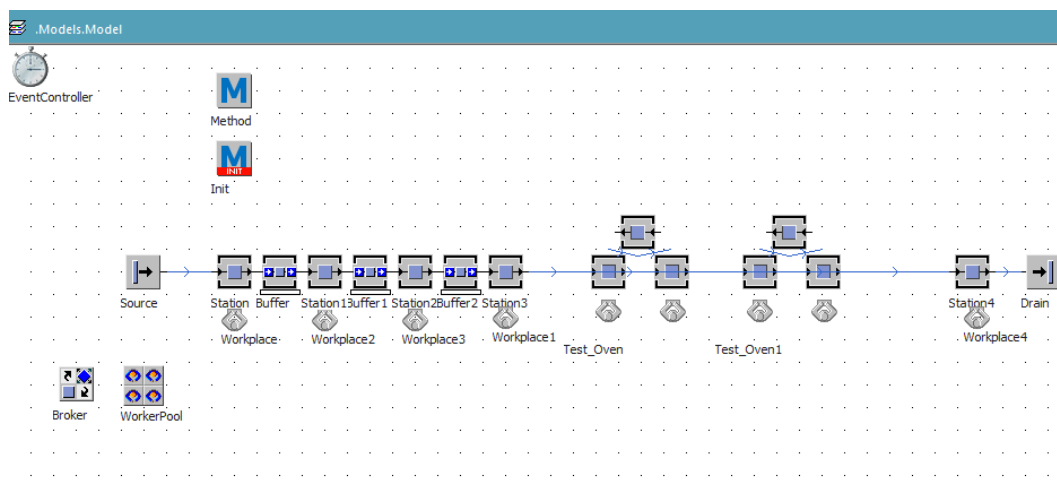 .Models.Model
EventController
M
Method
M
INIT
Init
Source
Station
Buffer
Station1
Buffer1
Station2
Buffer2
Station3
Station4
Drain
Workplace
Workplace2
Workplace3
Workplace1
Workplace4
Test_Oven
Test_Oven1
Broker
WorkerPool